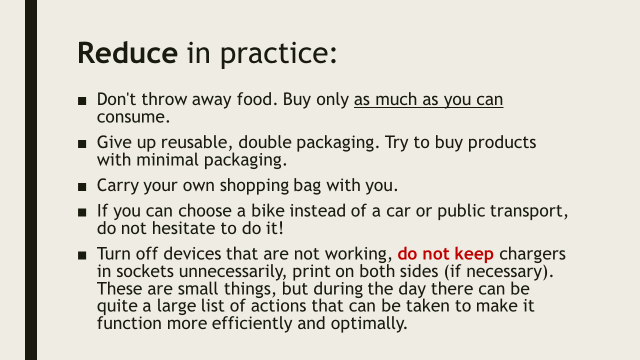 Reduce in practice:
■ Don't throw away food. Buy only as much as you can
consume.
■ Give up reusable, double packaging. Try to buy products
with minimal packaging.
■ Carry your own shopping bag with you.
■ If you can choose a bike instead of a car or public transport,
do not hesitate to do it!
■ Turn off devices that are not working, do not keep chargers
in sockets unnecessarily, print on both sides (if necessary).
These are small things, but during the day there can be
quite a large list of actions that can be taken to make it
function more efficiently and optimally.